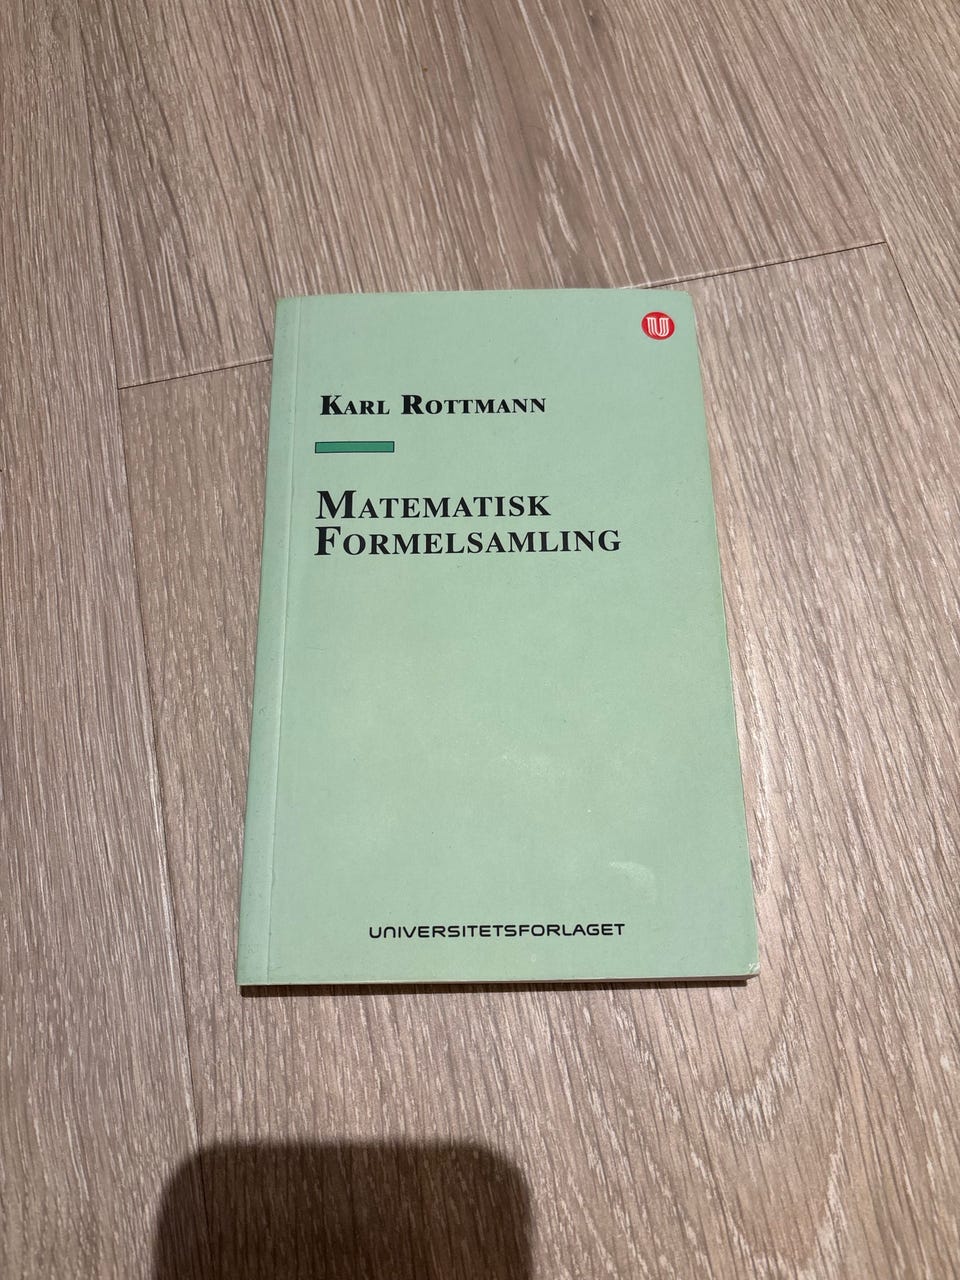 KARL ROTTMANN
MATEMATISK
FORMELSAMLING
UNIVERSITETSFORLAGET